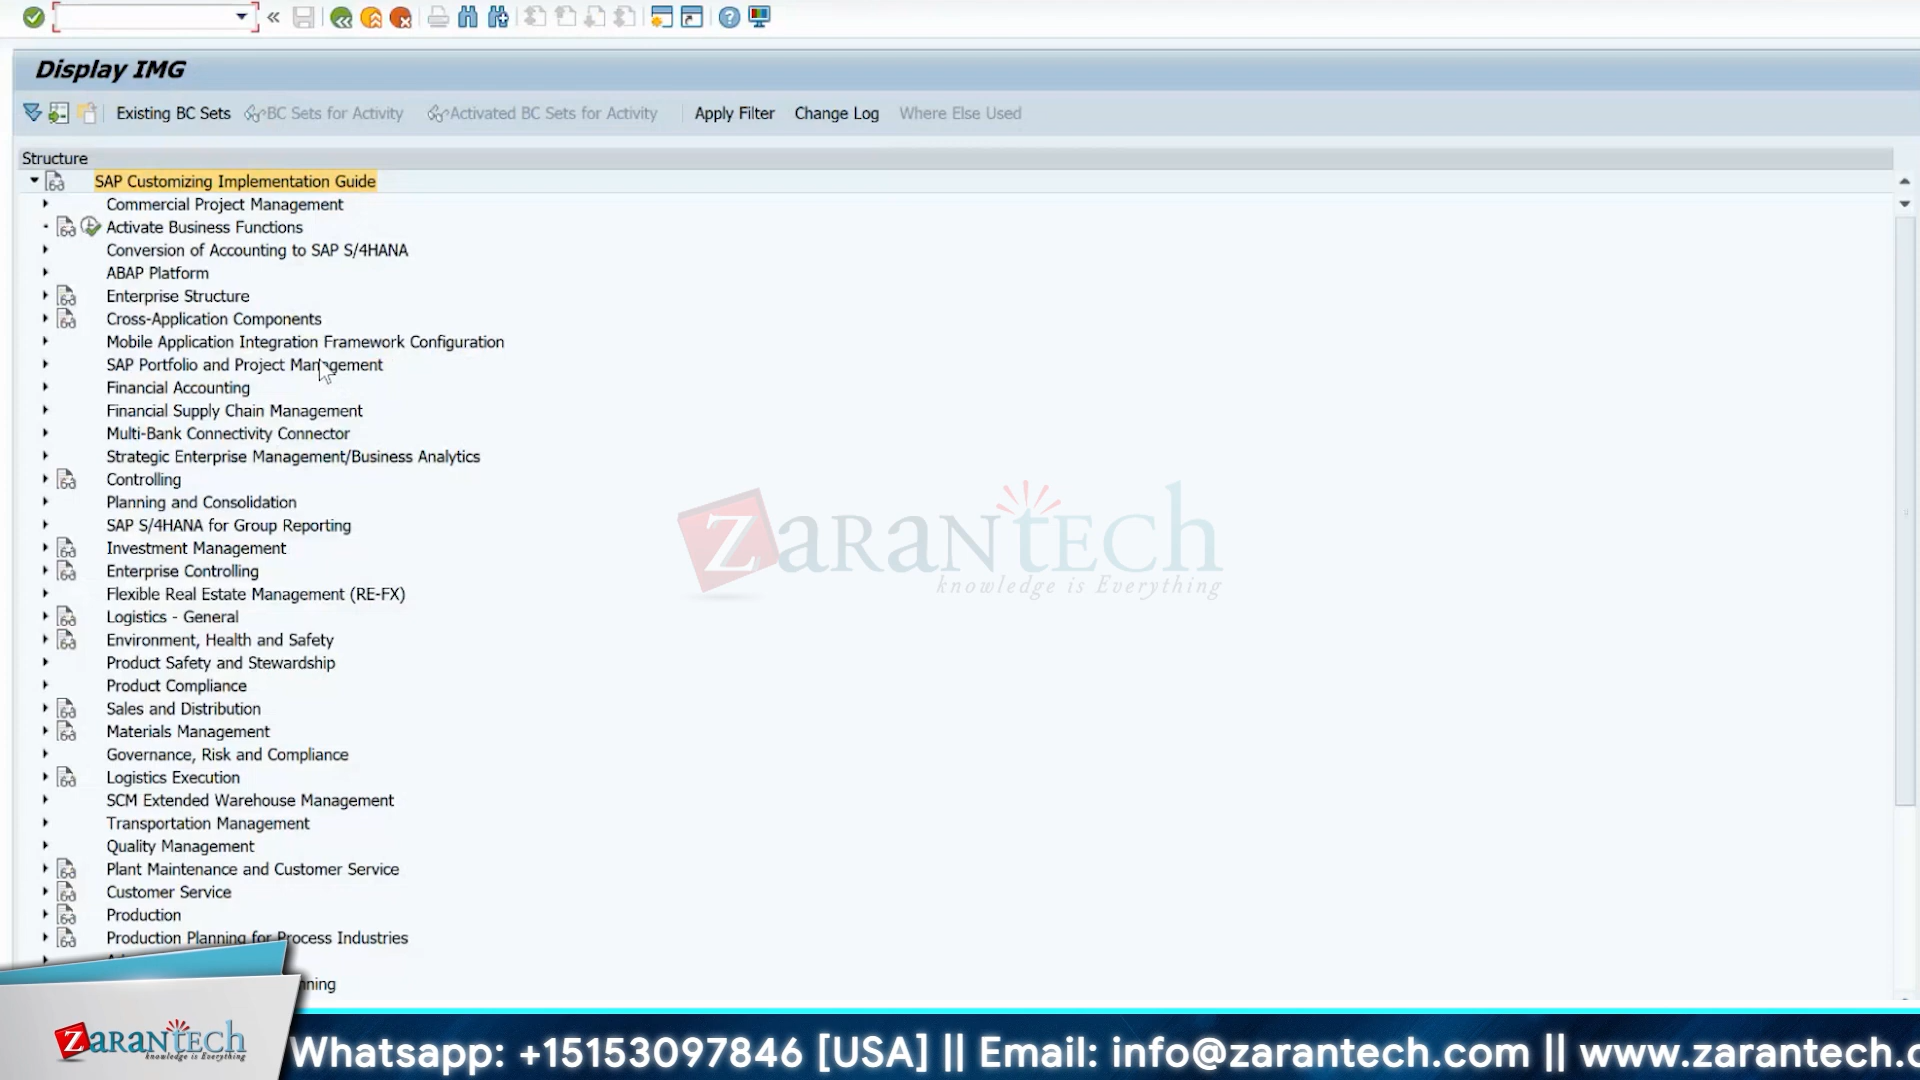 Display IMG
Existing BC Sets BC Sets for Activity Activated BC Sets for Activity Apply Filter Change Log Where Else Used
Structure
SAP Customizing Implementation Guide
Commercial Project Management
Activate Business Functions
Conversion of Accounting to SAP S/4HANA
ABAP Platform
Enterprise Structure
Cross-Application Components
Mobile Application Integration Framework Configuration
SAP Portfolio and Project Management
Financial Accounting
Financial Supply Chain Management
Multi-Bank Connectivity Connector
Strategic Enterprise Management/Business Analytics
Controlling
Planning and Consolidation
SAP S/4HANA for Group Reporting
Investment Management
Enterprise Controlling
Flexible Real Estate Management (RE-FX)
Logistics - General
Environment, Health and Safety
Product Safety and Stewardship
Product Compliance
Sales and Distribution
Materials Management
Governance, Risk and Compliance
Logistics Execution
SCM Extended Warehouse Management
Transportation Management
Quality Management
Plant Maintenance and Customer Service
Customer Service
Production
Production Planning for Process Industries
ZaranTech
knowledge is Everything
ZaranTech
knowledge is Everything
Whatsapp: +15153097846 [USA] || Email: info@zarantech.com || www.zarantech.c